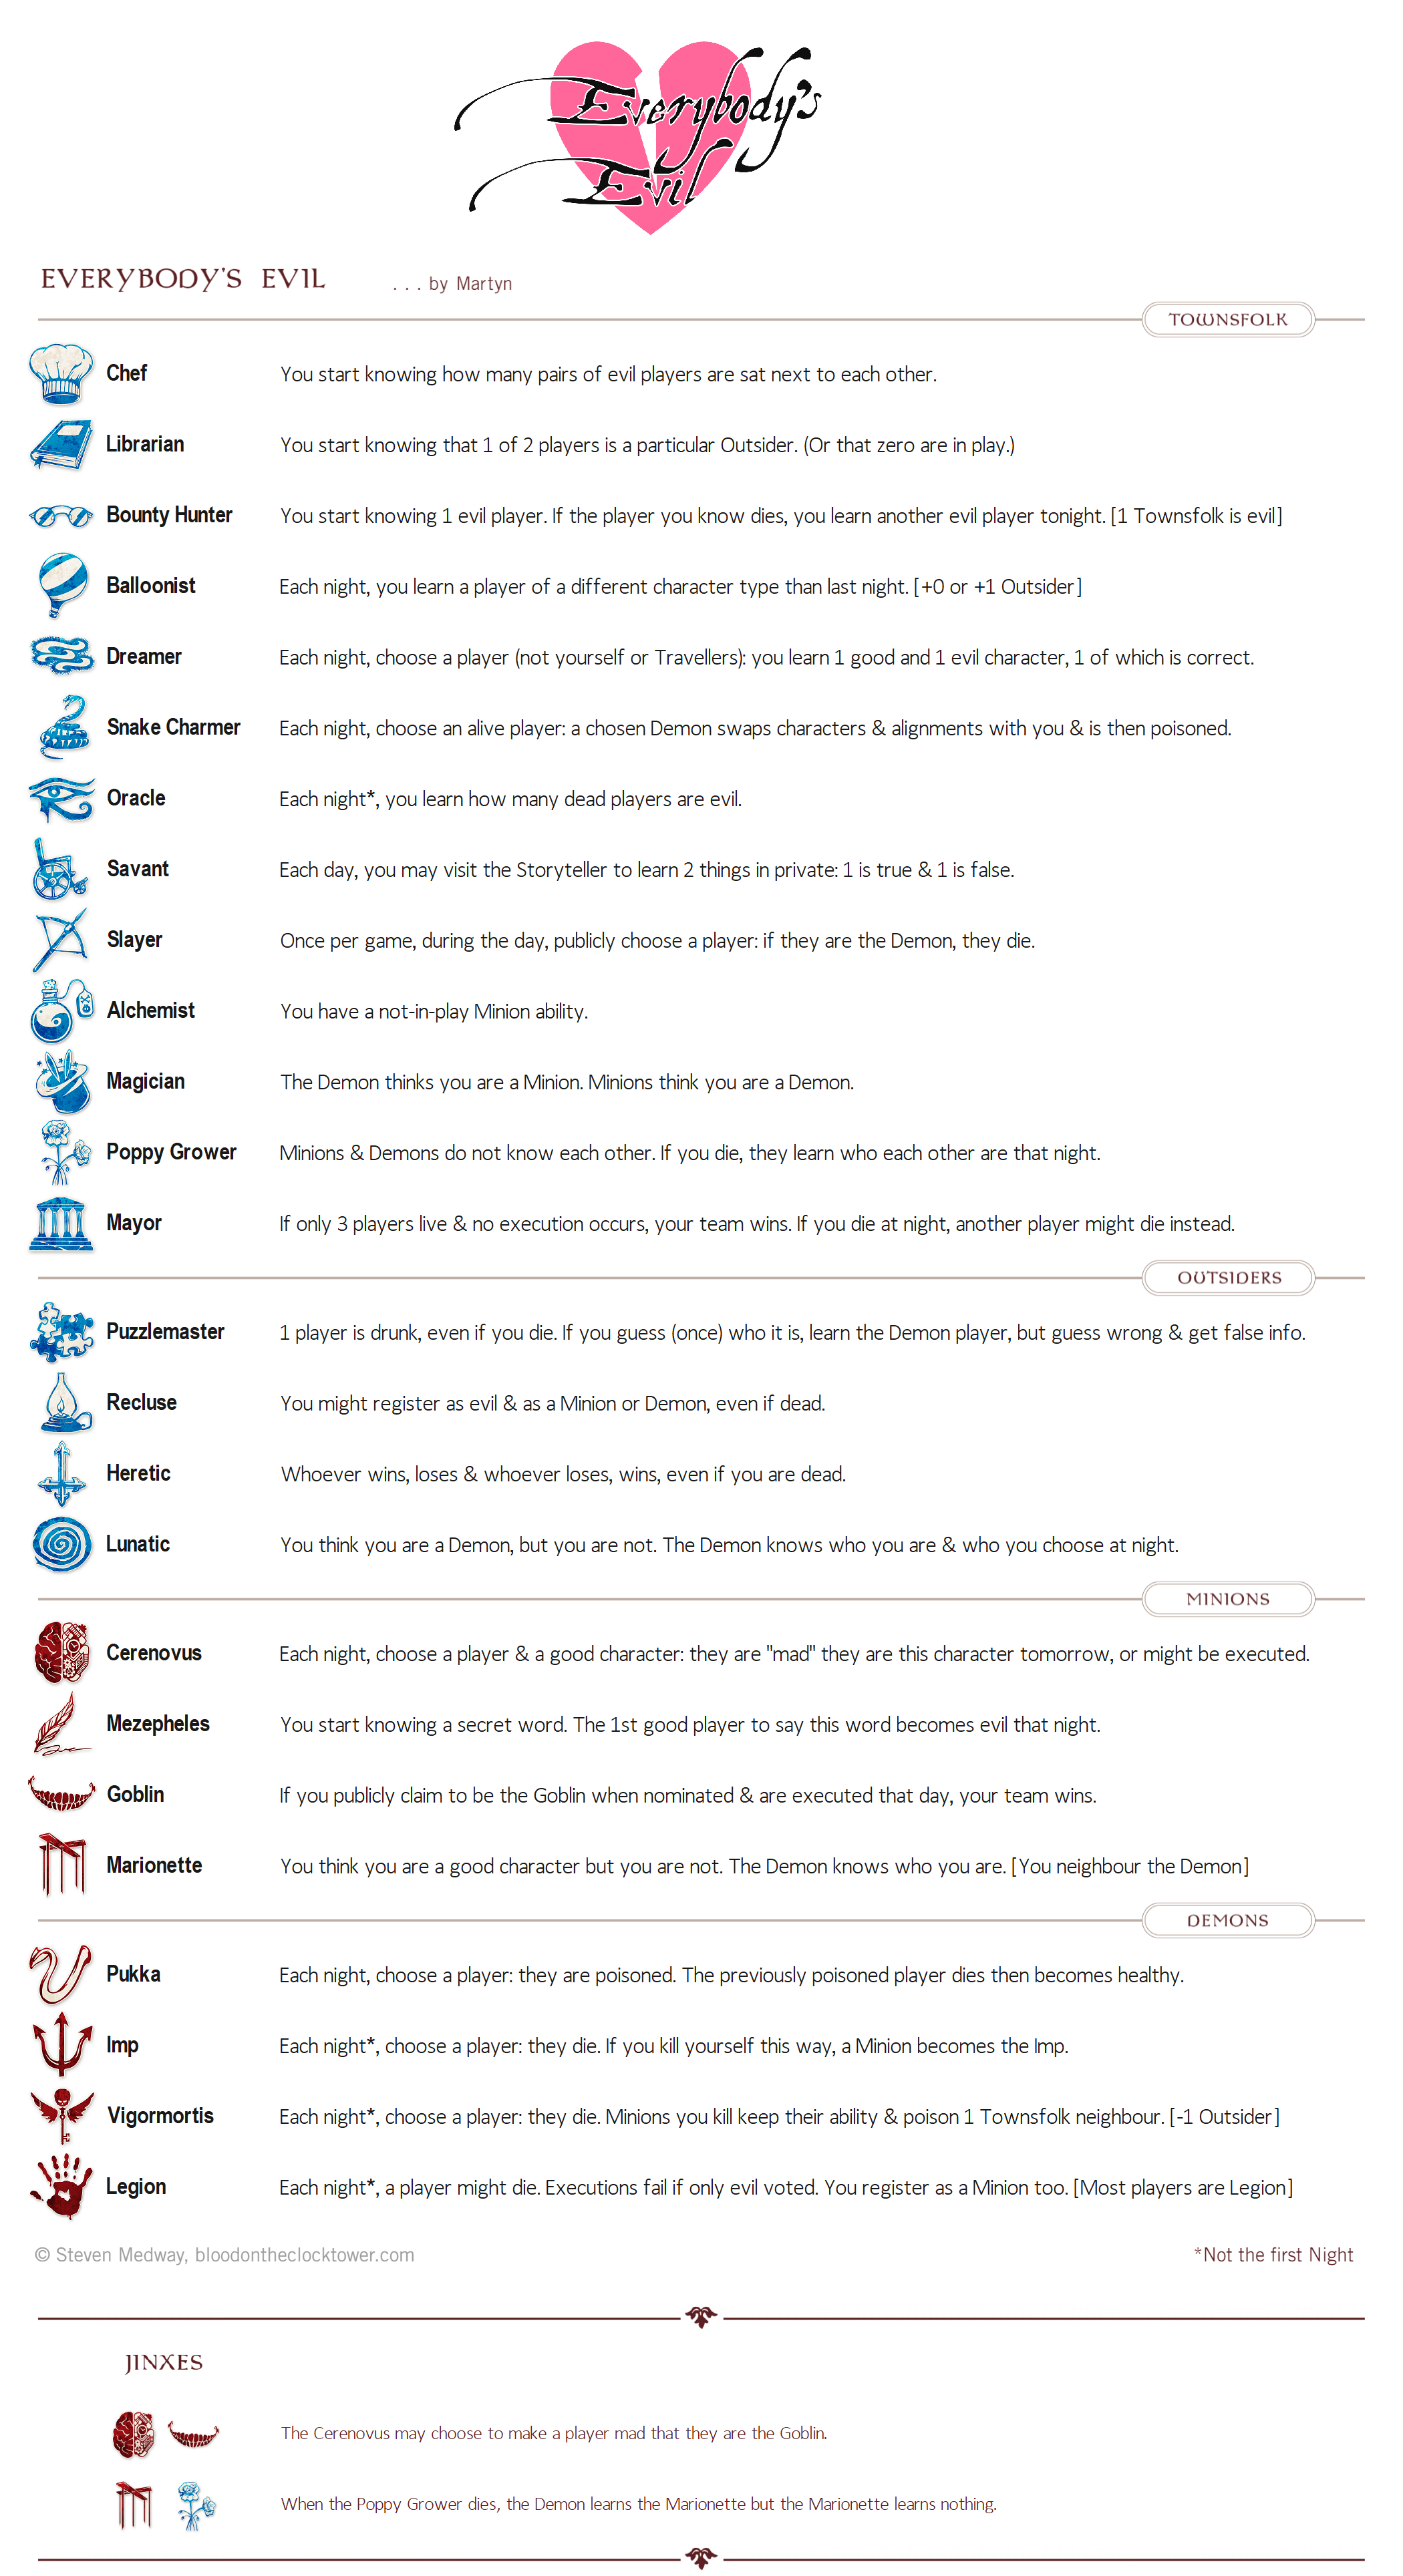 Everybody's
Evil
EVERYBODY'S EVIL . . . by Martyn
TOWNSFOLK
Chef You start knowing how many pairs of evil players are sat next to each other.
Librarian You start knowing that 1 of 2 players is a particular Outsider. (Or that zero are in play.)
Bounty Hunter You start knowing 1 evil player. If the player you know dies, you learn another evil player tonight. [1 Townsfolk is evil]
Balloonist Each night, you learn a player of a different character type than last night. [+0 or +1 Outsider]
Dreamer Each night, choose a player (not yourself or Travellers): you learn 1 good and 1 evil character, 1 of which is correct.
Snake Charmer Each night, choose an alive player: a chosen Demon swaps characters & alignments with you & is then poisoned.
Oracle Each night*, you learn how many dead players are evil.
Savant Each day, you may visit the Storyteller to learn 2 things in private: 1 is true & 1 is false.
Slayer Once per game, during the day, publicly choose a player: if they are the Demon, they die.
Alchemist You have a not-in-play Minion ability.
Magician The Demon thinks you are a Minion. Minions think you are a Demon.
Poppy Grower Minions & Demons do not know each other. If you die, they learn who each other are that night.
Mayor If only 3 players live & no execution occurs, your team wins. If you die at night, another player might die instead.
OUTSIDERS
Puzzlemaster 1 player is drunk, even if you die. If you guess (once) who it is, learn the Demon player, but guess wrong & get false info.
Recluse You might register as evil & as a Minion or Demon, even if dead.
Heretic Whoever wins, loses & whoever loses, wins, even if you are dead.
Lunatic You think you are a Demon, but you are not. The Demon knows who you are & who you choose at night.
MINIONS
Cerenovus Each night, choose a player & a good character: they are "mad" they are this character tomorrow, or might be executed.
Mezepheles You start knowing a secret word. The 1st good player to say this word becomes evil that night.
Goblin If you publicly claim to be the Goblin when nominated & are executed that day, your team wins.
Marionette You think you are a good character but you are not. The Demon knows who you are. [You neighbour the Demon]
DEMONS
Pukka Each night, choose a player: they are poisoned. The previously poisoned player dies then becomes healthy.
Imp Each night*, choose a player: they die. If you kill yourself this way, a Minion becomes the Imp.
Vigormortis Each night*, choose a player: they die. Minions you kill keep their ability & poison 1 Townsfolk neighbour. [-1 Outsider]
Legion Each night*, a player might die. Executions fail if only evil voted. You register as a Minion too. [Most players are Legion]
© Steven Medway, bloodontheclocktower.com *Not the first Night
JINXES
The Cerenovus may choose to make a player mad that they are the Goblin.
When the Poppy Grower dies, the Demon learns the Marionette but the Marionette learns nothing.